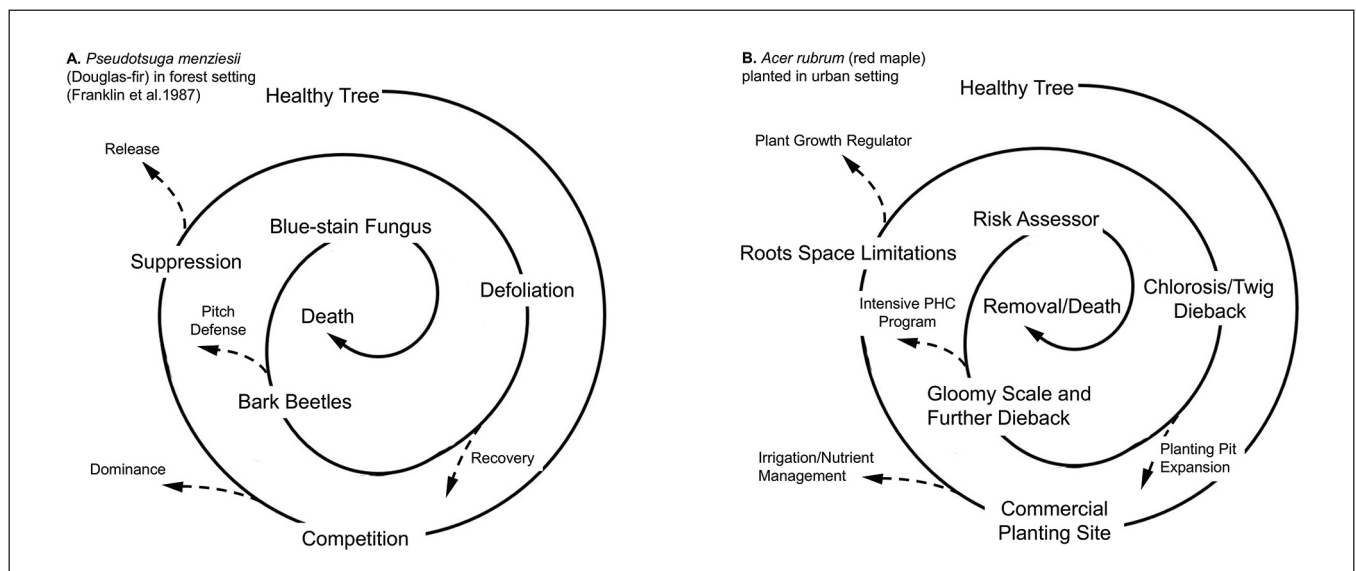 A. Pseudotsuga menziesii
(Douglas-fir) in forest setting
(Franklin et al.1987)
Healthy Tree
Release
Blue-stain Fungus
Suppression
Defoliation
Pitch
Defense
Death
Bark Beetles
Recovery
Dominance
Competition
B. Acer rubrum (red maple)
planted in urban setting
Healthy Tree
Plant Growth Regulator
Risk Assessor
Roots Space Limitations
Chlorosis/Twig
Dieback
Intensive PHC
Program
Removal/Death
Gloomy Scale and
Further Dieback
Planting Pit
Expansion
Irrigation/Nutrient
Management
Commercial
Planting Site